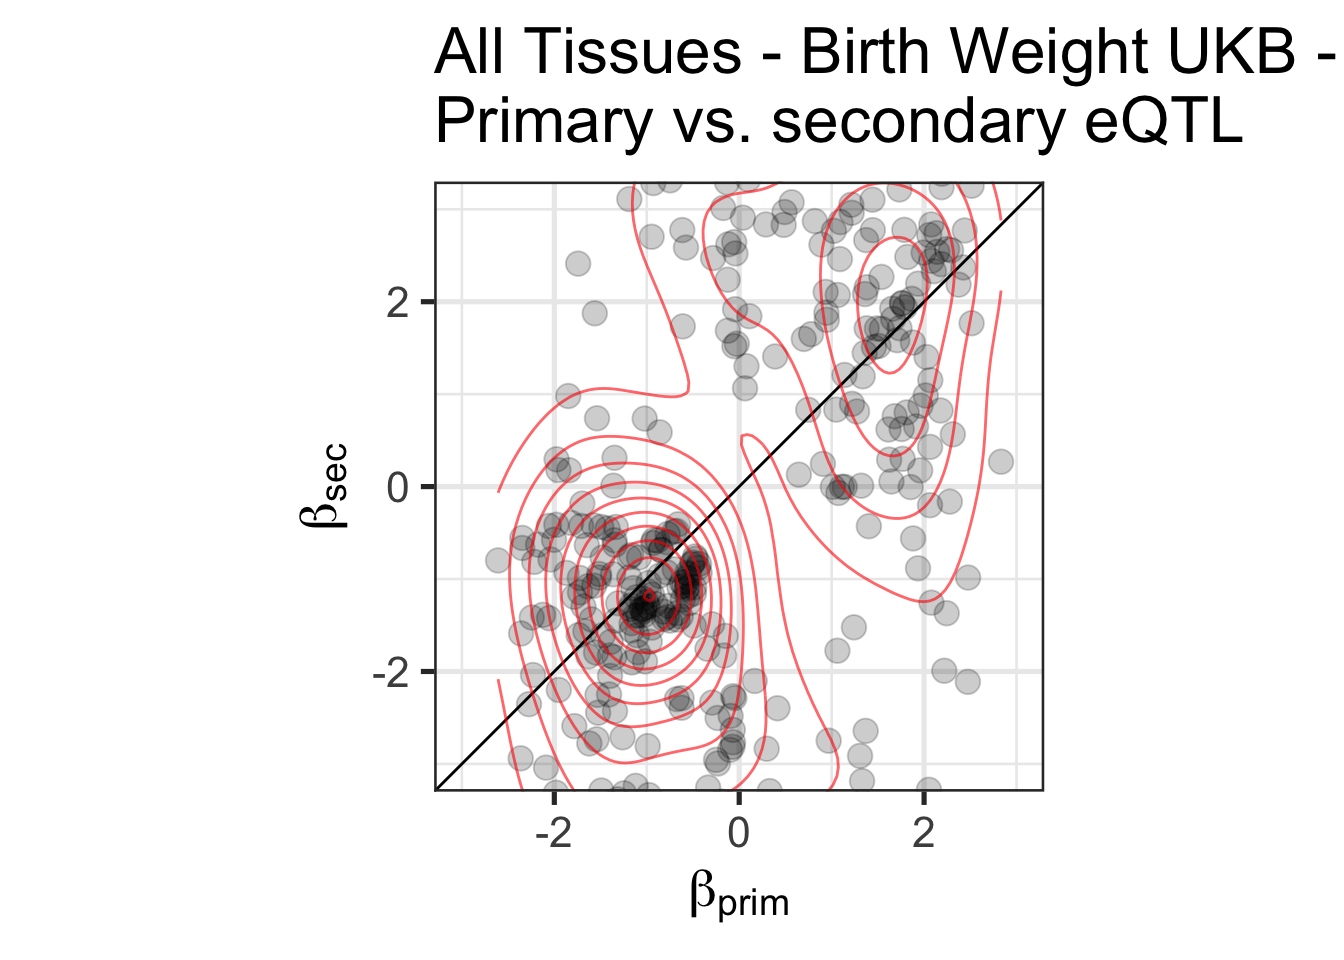 All Tissues - Birth Weight UKB -
Primary vs. secondary eQTL
2
0
-2
βsec
-2 0 2
βprim